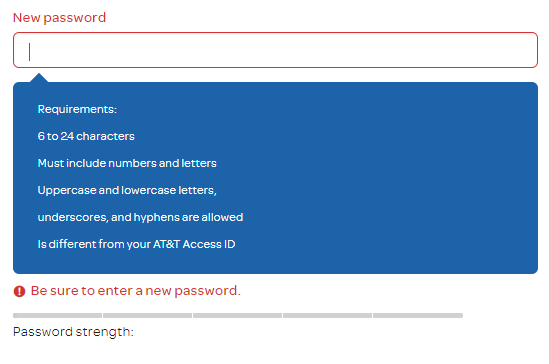 New password
Requirements:
6 to 24 characters
Must include numbers and letters
Uppercase and lowercase letters,
underscores, and hyphens are allowed
Is different from your AT&T Access ID
Be sure to enter a new password.
Password strength: